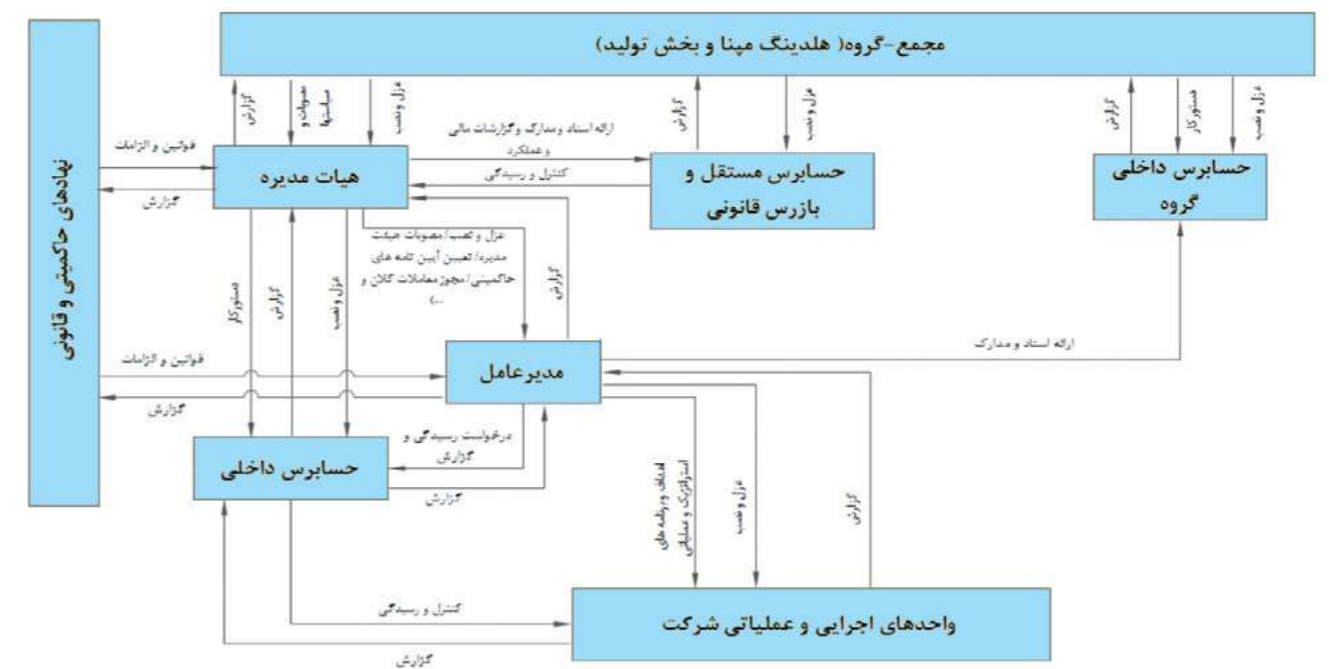 مجمع-گروه( هلدینگ مپنا و بخش تولید)
نهادهای حاکمیتی و قانونی
گزارش
مصوبات و
سیاستها
عزل و نصب
گزارش
عزل و نصب
گزارش
دستورکار
عزل و نصب
قوانین و الزامات
گزارش
هیات مدیره
ارائه اسناد و مدارک و گزارشات مالی
و عملکرد
کنترل و رسیدگی
حسابرس مستقل و
بازرس قانونی
حسابرس داخلی
گروه
دستورکار
گزارش
عزل و نصب
عزل و نصب/ مصوبات هیئت
مدیره/ تعیین آیین نامه های
حاکمیتی/ مجوز معاملات کلان و
...)
گزارش
قوانین و الزامات
گزارش
مدیرعامل
ارائه اسناد و مدارک
درخواست رسیدگی و
گزارش
گزارش
حسابرس داخلی
اهداف و برنامه های
استراتژیک و عملیاتی
عزل و نصب
گزارش
کنترل و رسیدگی
گزارش
واحدهای اجرایی و عملیاتی شرکت